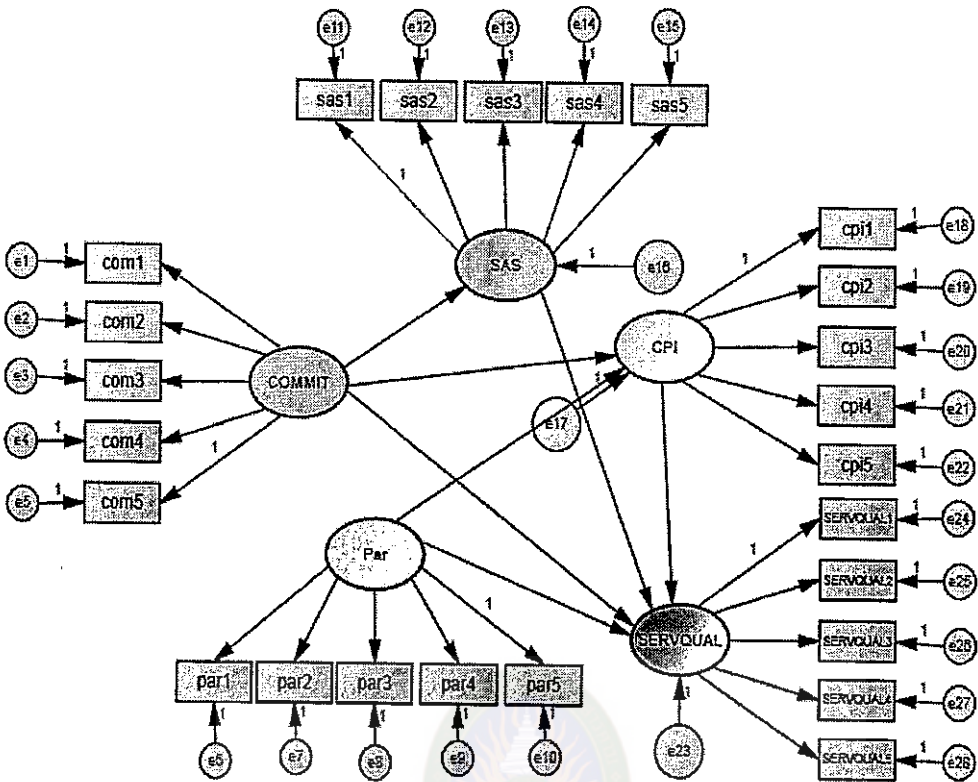 e11 e12 e13 e14 e15
1 1 1 1 1
sas1 sas2 sas3 sas4 sas5
1
SAS 1 e16
e1 1 com1
e2 1 com2
e3 1 com3
e4 1 com4
e5 1 com5
1
COMMIT
CPI
1 e17
1
cpi1 1 e18
cpi2 1 e19
cpi3 1 e20
cpi4 1 e21
cpi5 1 e22
Par
1
par1 par2 par3 par4 par5
1 1 1 1 1
e6 e7 e8 e9 e10
SERVQUAL
1
e23
1
SERVQUAL1 1 e24
SERVQUAL2 1 e25
SERVQUAL3 1 e26
SERVQUAL4 1 e27
SERVQUAL5 1